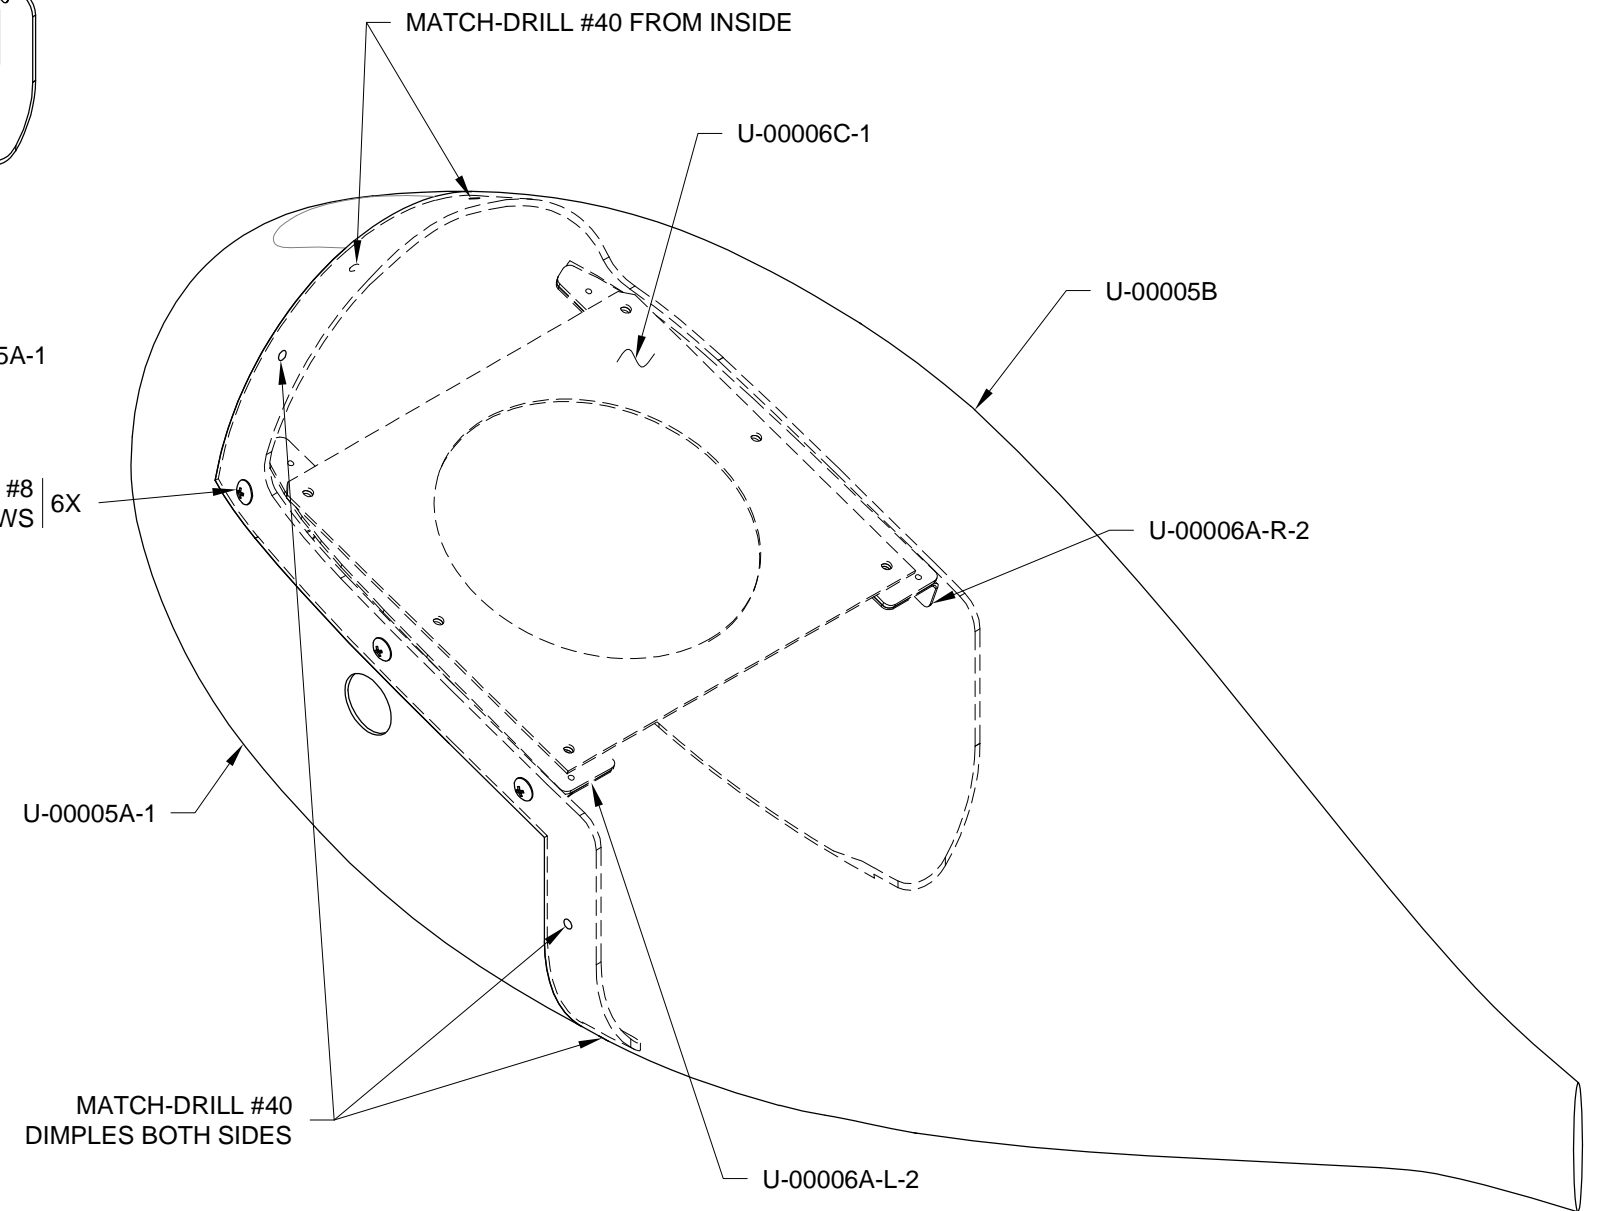 MATCH-DRILL #40 FROM INSIDE
U-00006C-1
U-00005B
5A-1
#8
WS
6X
U-00006A-R-2
U-00005A-1
MATCH-DRILL #40
DIMPLES BOTH SIDES
U-00006A-L-2